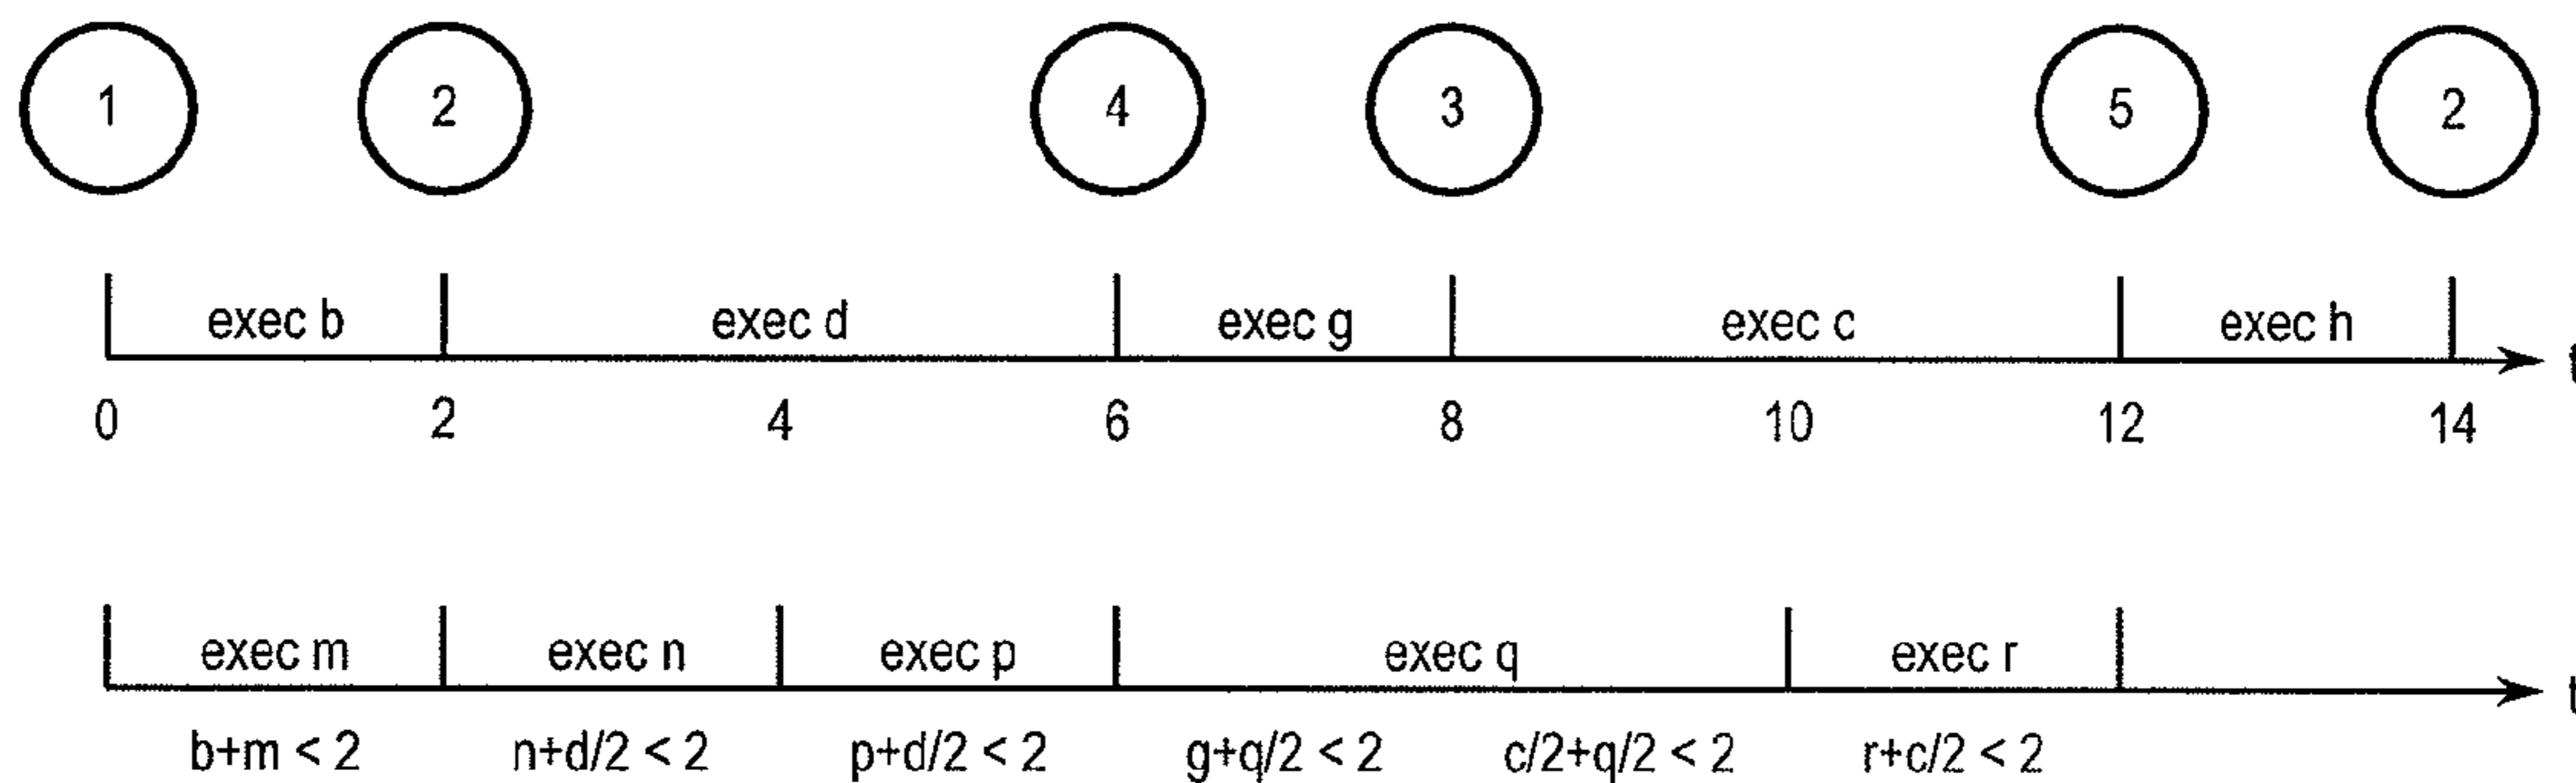 1 2 4 3 5 2
exec b exec d exec g exec c exec h
t
0 2 4 6 8 10 12 14
exec m exec n exec p exec q exec r
t
b+m < 2 n+d/2 < 2 p+d/2 < 2 g+q/2 < 2 c/2+q/2 < 2 r+c/2 < 2